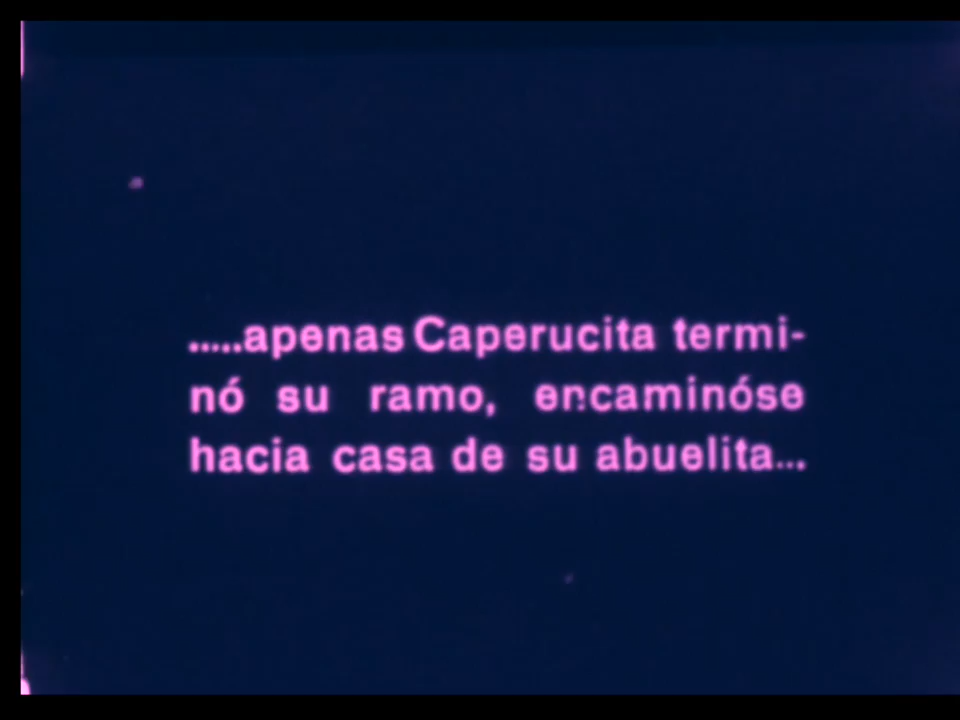 .....apenas Caperucita termi-
nó su ramo, encaminóse
hacia casa de su abuelita...